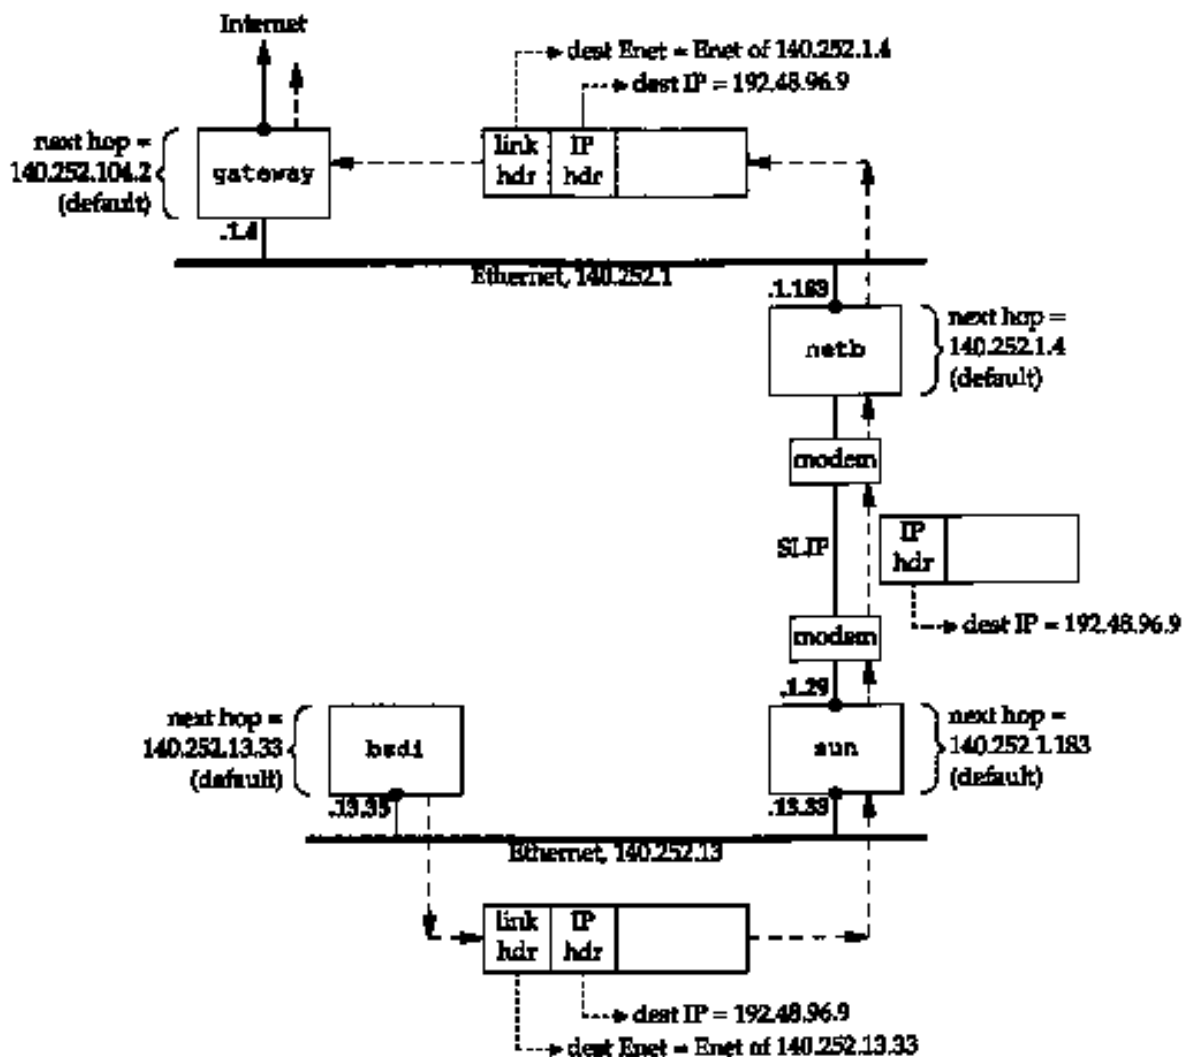 Internet
dest Enet = Enet of 140.252.1.4
dest IP = 192.48.96.9
next hop =
140.252.104.2
(default)
gateway
link
hdr
IP
hdr
.1.4
Ethernet, 140.252.1
.1.183
netb
next hop =
140.252.1.4
(default)
modem
SLIP
IP
hdr
dest IP = 192.48.96.9
modem
.1.29
next hop =
140.252.13.33
(default)
bsdi
sun
next hop =
140.252.1.183
(default)
.13.35
.13.33
Ethernet, 140.252.13
link
hdr
IP
hdr
dest IP = 192.48.96.9
dest Enet = Enet of 140.252.13.33